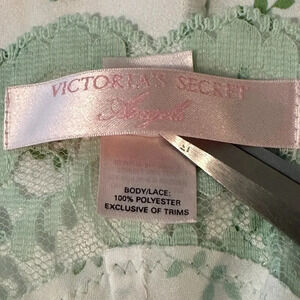 VICTORIA'S SECRET
Angels
BODY/LACE:
100% POLYESTER
EXCLUSIVE OF TRIMS